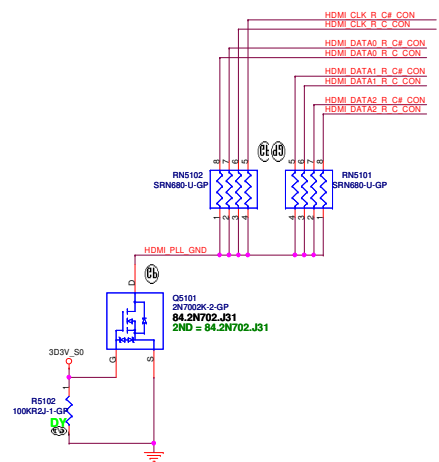 HDMI_CLK_R_C#_CON
HDMI_CLK_R_C_CON
HDMI_DATA0_R_C#_CON
HDMI_DATA0_R_C_CON
HDMI_DATA1_R_C#_CON
HDMI_DATA1_R_C_CON
HDMI_DATA2_R_C#_CON
HDMI_DATA2_R_C_CON
8 7 6 5
5 6 7 8
RN5102
SRN680-U-GP
RN5101
SRN680-U-GP
1 2 3 4
4 3 2 1
HDMI_PLL_GND
D
Q5101
2N7002K-2-GP
84.2N702.J31
2ND = 84.2N702.J31
G
S
3D3V_S0
1
R5102
100KR2J-1-GP
DY